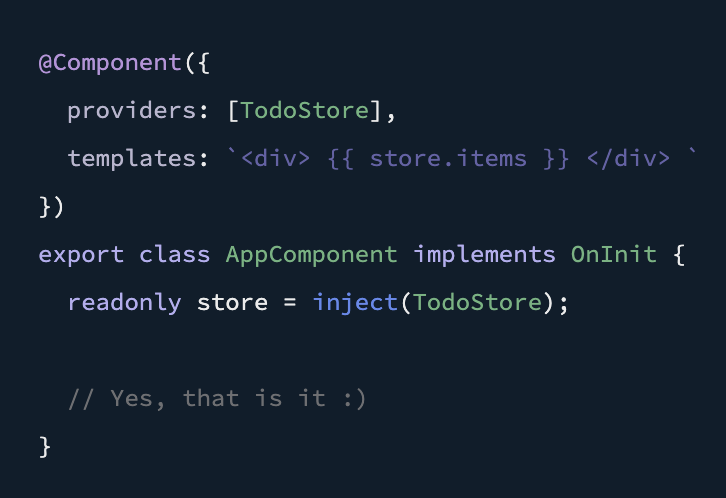 @Component({
  providers: [TodoStore],
  templates: `<div> {{ store.items }} </div> `
})
export class AppComponent implements OnInit {
  readonly store = inject(TodoStore);
  // Yes, that is it :)
}